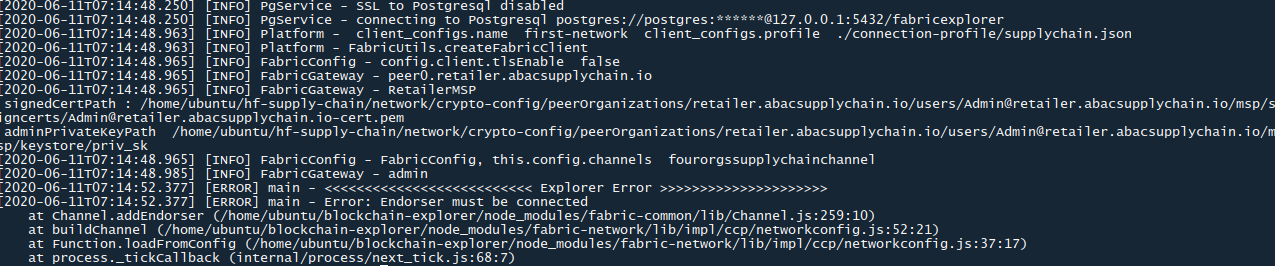 [2020-06-11T07:14:48.250] [INFO] PgService - SSL to Postgresql disabled
[2020-06-11T07:14:48.250] [INFO] PgService - connecting to Postgresql postgres://postgres:******@127.0.0.1:5432/fabricexplorer
[2020-06-11T07:14:48.963] [INFO] Platform -  client_configs.name  first-network  client_configs.profile  ./connection-profile/supplychain.json
[2020-06-11T07:14:48.963] [INFO] Platform - FabricUtils.createFabricClient
[2020-06-11T07:14:48.965] [INFO] FabricConfig - config.client.tlsEnable  false
[2020-06-11T07:14:48.965] [INFO] FabricGateway - peer0.retailer.abacsupplychain.io
[2020-06-11T07:14:48.965] [INFO] FabricGateway - RetailerMSP
 signedCertPath : /home/ubuntu/hf-supply-chain/network/crypto-config/peerOrganizations/retailer.abacsupplychain.io/users/Admin@retailer.abacsupplychain.io/msp/s
igncerts/Admin@retailer.abacsupplychain.io-cert.pem
 adminPrivateKeyPath  /home/ubuntu/hf-supply-chain/network/crypto-config/peerOrganizations/retailer.abacsupplychain.io/users/Admin@retailer.abacsupplychain.io/m
sp/keystore/priv_sk
[2020-06-11T07:14:48.965] [INFO] FabricConfig - FabricConfig, this.config.channels  fourorgssupplychainchannel
[2020-06-11T07:14:48.985] [INFO] FabricGateway - admin
[2020-06-11T07:14:52.377] [ERROR] main - <<<<<<<<<<<<<<<<<<<<<<<<<< Explorer Error >>>>>>>>>>>>>>>>>>>>>
[2020-06-11T07:14:52.377] [ERROR] main - Error: Endorser must be connected
    at Channel.addEndorser (/home/ubuntu/blockchain-explorer/node_modules/fabric-common/lib/Channel.js:259:10)
    at buildChannel (/home/ubuntu/blockchain-explorer/node_modules/fabric-network/lib/impl/ccp/networkconfig.js:52:21)
    at Function.loadFromConfig (/home/ubuntu/blockchain-explorer/node_modules/fabric-network/lib/impl/ccp/networkconfig.js:37:17)
    at process._tickCallback (internal/process/next_tick.js:68:7)